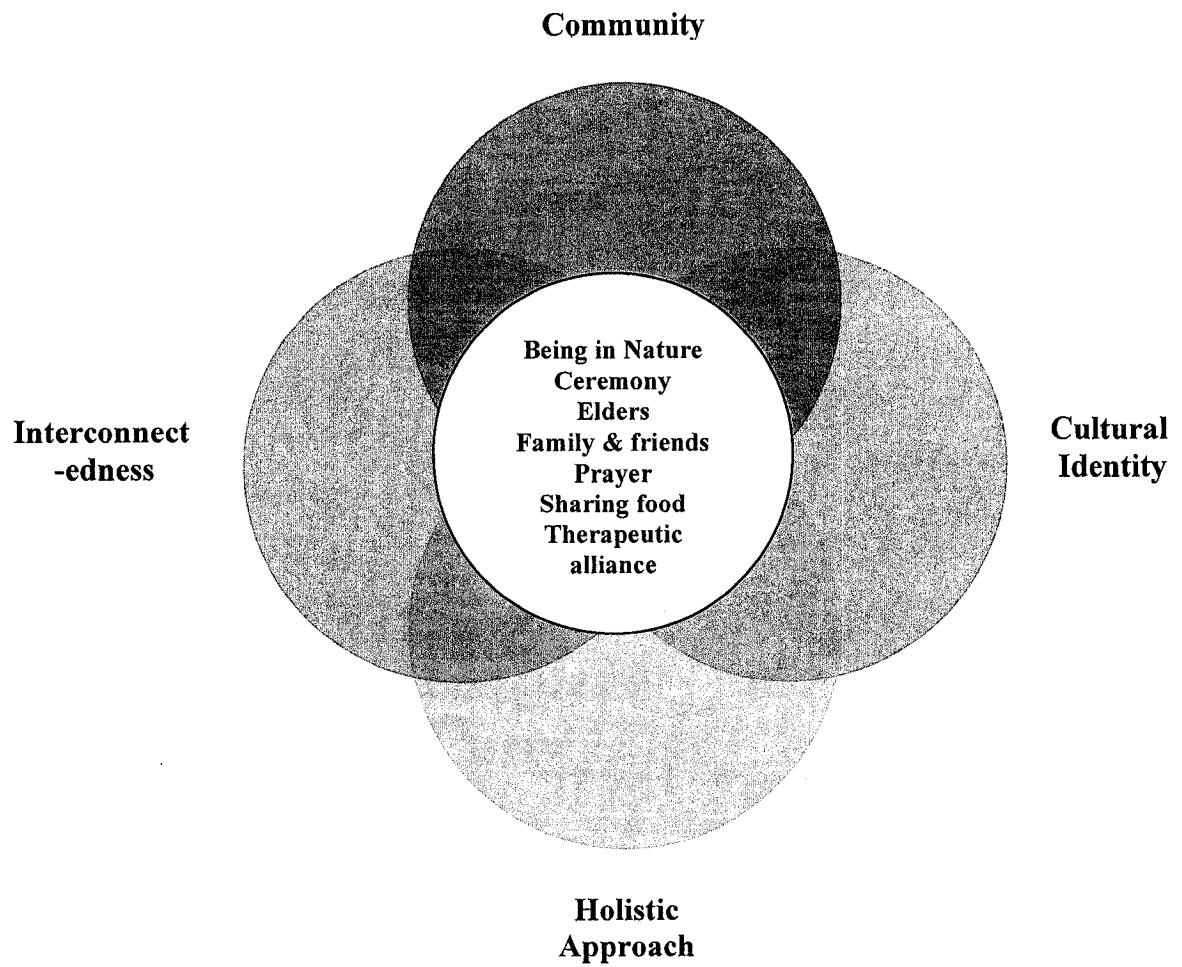 Community
Being in Nature
Ceremony
Elders
Family & friends
Prayer
Sharing food
Therapeutic
alliance
Interconnect
-edness
Cultural
Identity
Holistic
Approach